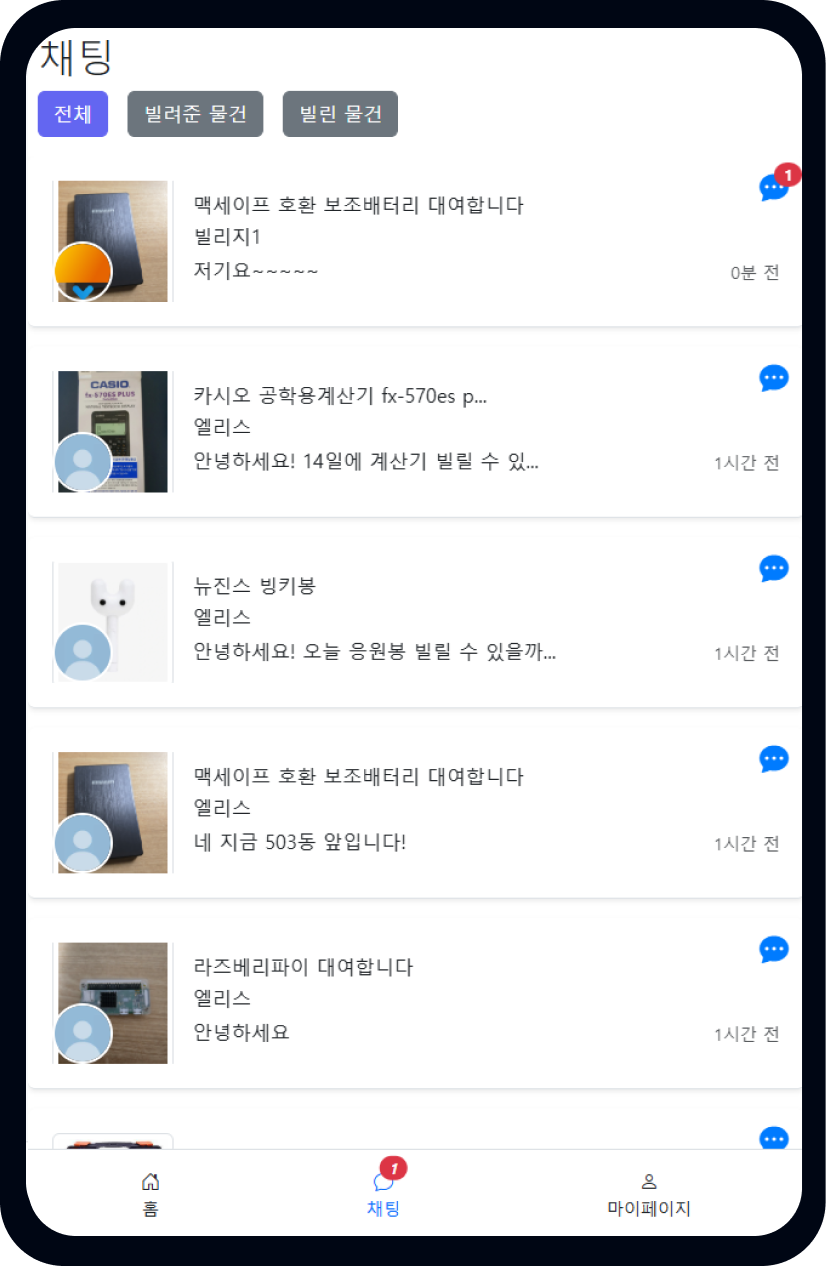 채팅
전체
빌려준 물건
빌린 물건
1
맥세이프 호환 보조배터리 대여합니다
빌리지1
저기요~~~~~
0분 전
CASIO
fx-570ES PLUS
카시오 공학용계산기 fx-570es p...
엘리스
안녕하세요! 14일에 계산기 빌릴 수 있...
1시간 전
뉴진스 빙키봉
엘리스
안녕하세요! 오늘 응원봉 빌릴 수 있을까...
1시간 전
맥세이프 호환 보조배터리 대여합니다
엘리스
네 지금 503동 앞입니다!
1시간 전
라즈베리파이 대여합니다
엘리스
안녕하세요
1시간 전
홈
1
채팅
마이페이지